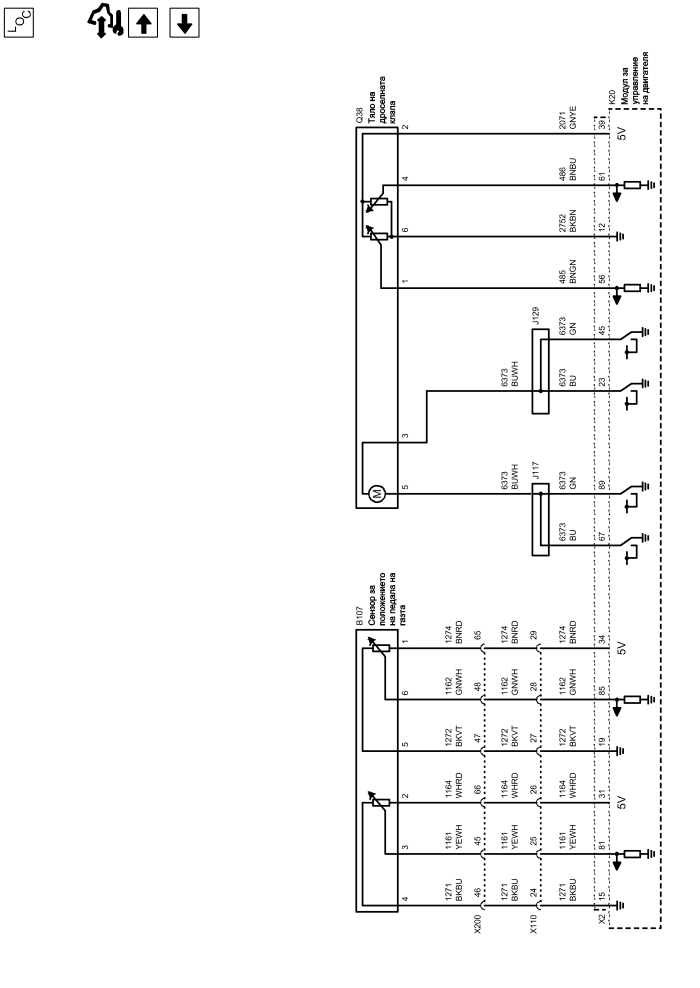 LOC
Q38
Тяло на
дроселната
клапа
K20
Модул за
управление
на двигателя
B107
Сензор за
положението
на педала на
газта
M
2
2071
GNYE
39
5V
4
486
BNBU
61
6
2752
BKBN
12
1
485
BNGN
56
J129
6373
GN
45
3
6373
BUWH
6373
BU
23
J117
5
6373
BUWH
6373
GN
89
6373
BU
67
1
1274
BNRD
65
1274
BNRD
29
1274
BNRD
34
5V
6
1162
GNWH
48
1162
GNWH
28
1162
GNWH
85
5
1272
BKVT
47
1272
BKVT
27
1272
BKVT
19
2
1164
WHRD
66
1164
WHRD
26
1164
WHRD
31
5V
3
1161
YEWH
45
1161
YEWH
25
1161
YEWH
81
4
1271
BKBU
46
1271
BKBU
24
1271
BKBU
15
X200
X110
X2